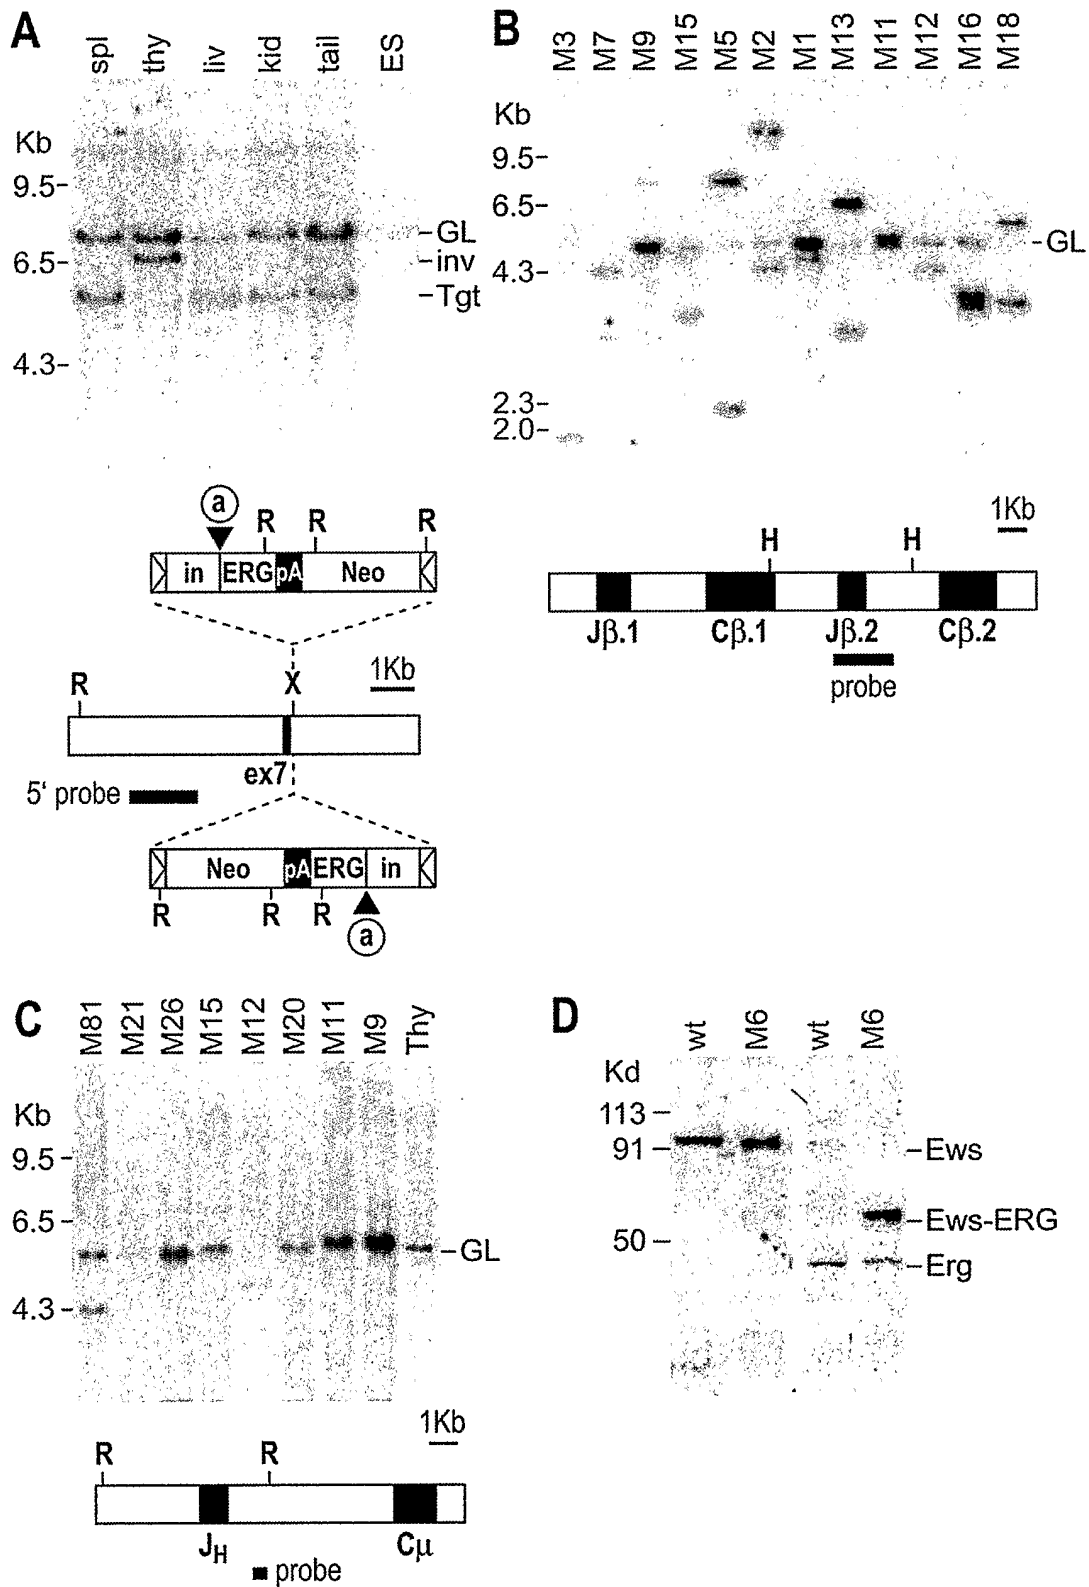 A
spl thy liv kid tail ES
Kb
9.5
6.5
4.3
GL
inv
Tgt
a
R R R
in ERG pA Neo
R X 1Kb
ex7
5' probe
Neo pA ERG in
R R R
a
B
M3 M7 M9 M15 M5 M2 M1 M13 M11 M12 M16 M18
Kb
9.5
6.5
4.3
2.3
2.0
GL
1Kb
H H
Jβ.1 Cβ.1 Jβ.2 Cβ.2
probe
C
M81 M21 M26 M15 M12 M20 M11 M9 Thy
Kb
9.5
6.5
4.3
GL
1Kb
R R
JH Cμ
probe
D
wt M6 wt M6
Kd
113
91
50
Ews
Ews-ERG
Erg